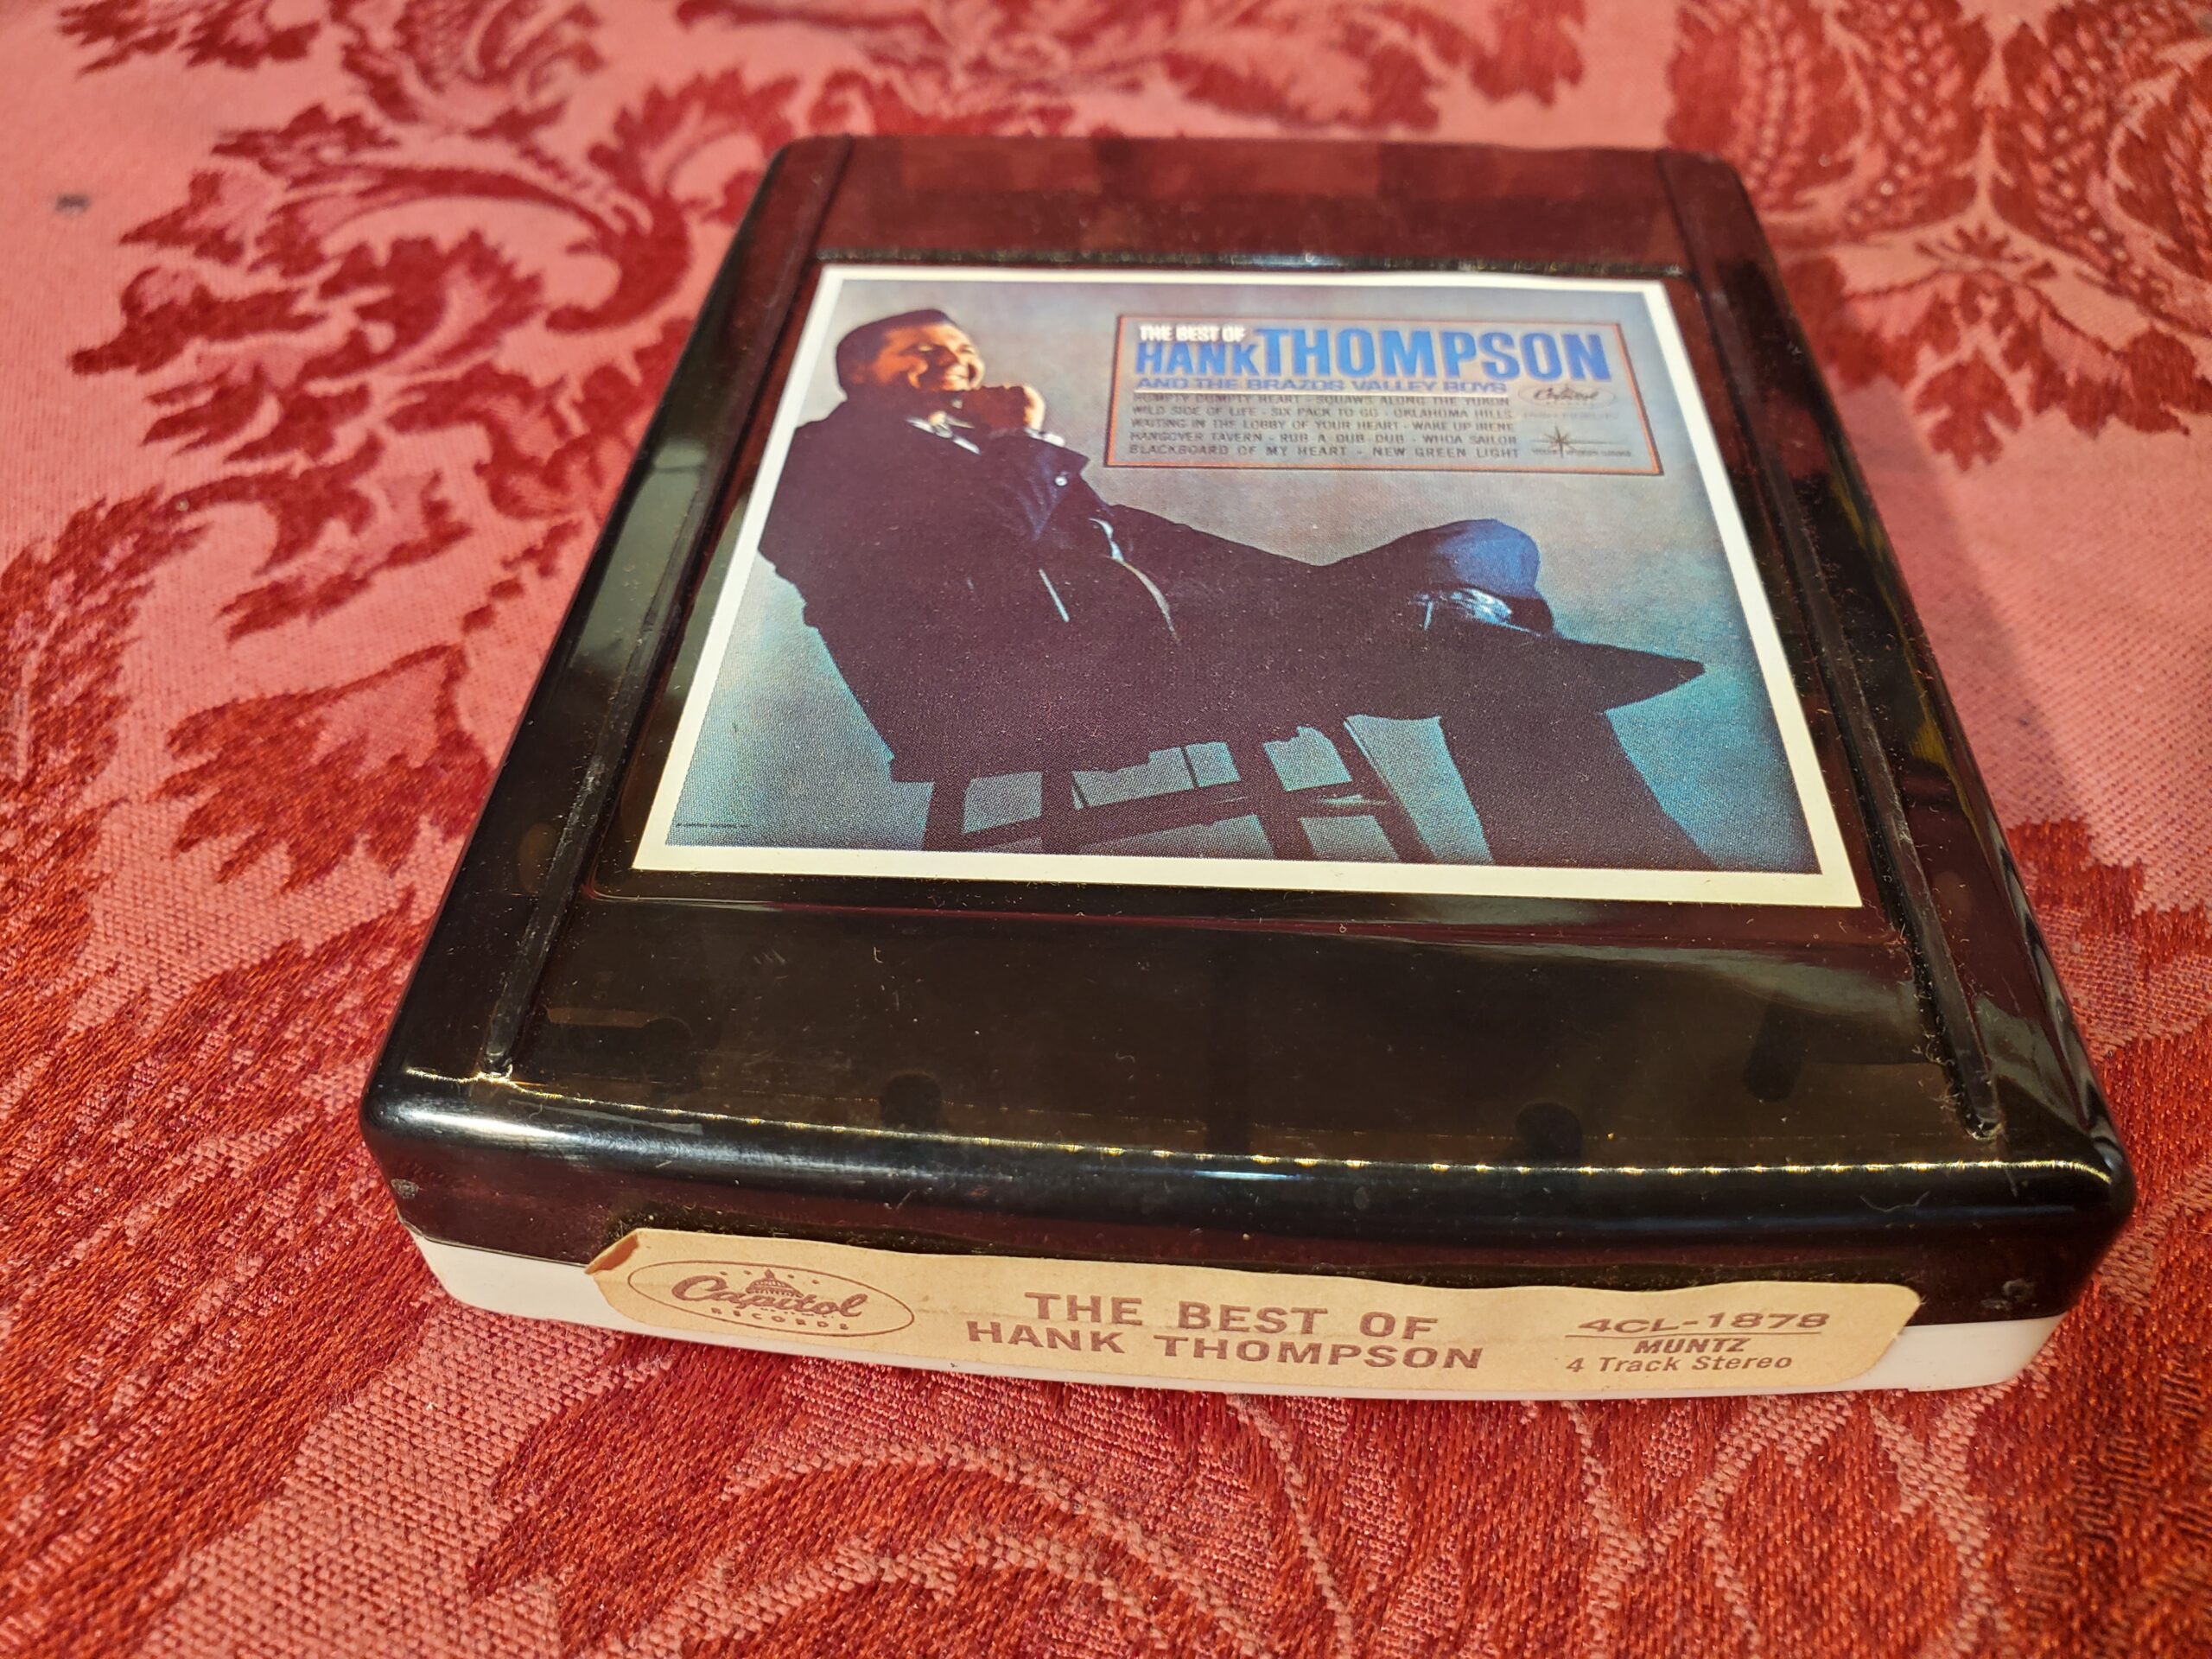 THE BEST OF
HANK THOMPSON
AND THE BRAZOS VALLEY BOYS
HUMPTY DUMPTY HEART - SQUAWS ALONG THE YUKON
WILD SIDE OF LIFE - SIX PACK TO GO - OKLAHOMA HILLS
WAITING IN THE LOBBY OF YOUR HEART - WAKE UP IRENE
HANGOVER TAVERN - RUB-A-DUB-DUB - WHOA SAILOR
BLACKBOARD OF MY HEART - NEW GREEN LIGHT
Capitol
Capitol
RECORDS
THE BEST OF
HANK THOMPSON
4CL-1878
MUNTZ
4 Track Stereo